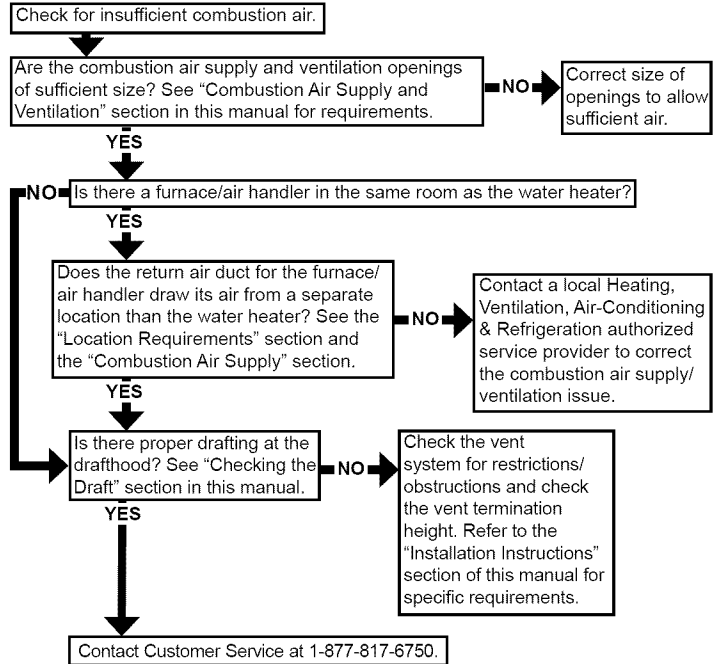 Check for insufficient combustion air.
Are the combustion air supply and ventilation openings
of sufficient size? See “Combustion Air Supply and
Ventilation” section in this manual for requirements.
NO
Correct size of
openings to allow
sufficient air.
YES
NO
Is there a furnace/air handler in the same room as the water heater?
YES
Does the return air duct for the furnace/
air handler draw its air from a separate
location than the water heater? See the
“Location Requirements” section and
the “Combustion Air Supply” section.
NO
Contact a local Heating,
Ventilation, Air-Conditioning
& Refrigeration authorized
service provider to correct
the combustion air supply/
ventilation issue.
YES
Is there proper drafting at the
drafthood? See “Checking the
Draft” section in this manual.
NO
Check the vent
system for restrictions/
obstructions and check
the vent termination
height. Refer to the
“Installation Instructions”
section of this manual for
specific requirements.
YES
Contact Customer Service at 1-877-817-6750.